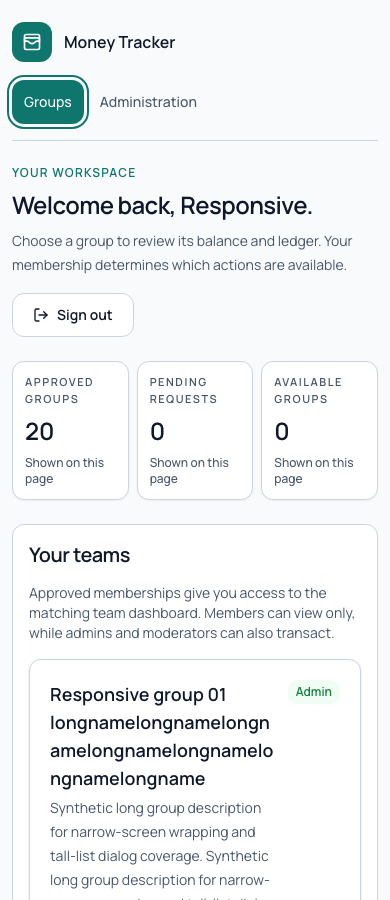 Money Tracker
Groups
Administration
YOUR WORKSPACE
Welcome back, Responsive.
Choose a group to review its balance and ledger. Your
membership determines which actions are available.
Sign out
APPROVED
GROUPS
20
Shown on this
page
PENDING
REQUESTS
0
Shown on this
page
AVAILABLE
GROUPS
0
Shown on this
page
Your teams
Approved memberships give you access to the
matching team dashboard. Members can view only,
while admins and moderators can also transact.
Responsive group 01
longnamelongnamelongn
amelongnamelongnamelo
ngnamelongname
Admin
Synthetic long group description
for narrow-screen wrapping and
tall-list dialog coverage. Synthetic
long group description for narrow-